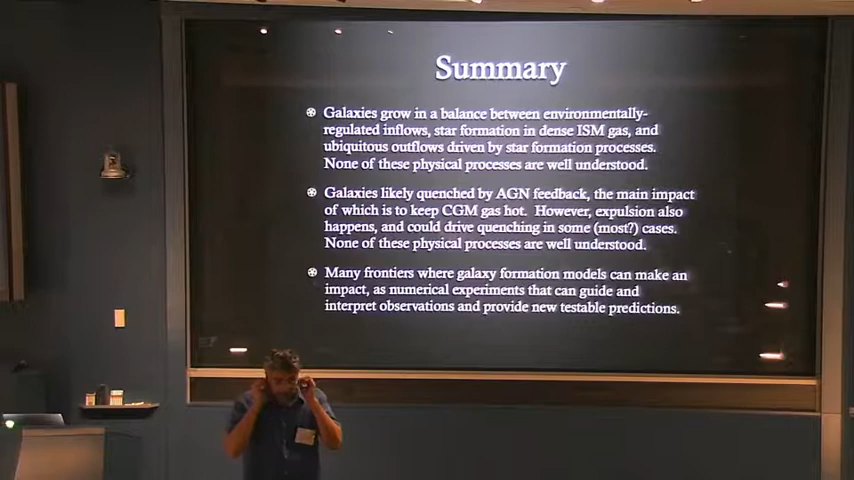 Summary
Galaxies grow in a balance between environmentally-
regulated inflows, star formation in dense ISM gas, and
ubiquitous outflows driven by star formation processes.
None of these physical processes are well understood.
Galaxies likely quenched by AGN feedback, the main impact
of which is to keep CGM gas hot. However, expulsion also
happens, and could drive quenching in some (most?) cases.
None of these physical processes are well understood.
Many frontiers where galaxy formation models can make an
impact, as numerical experiments that can guide and
interpret observations and provide new testable predictions.